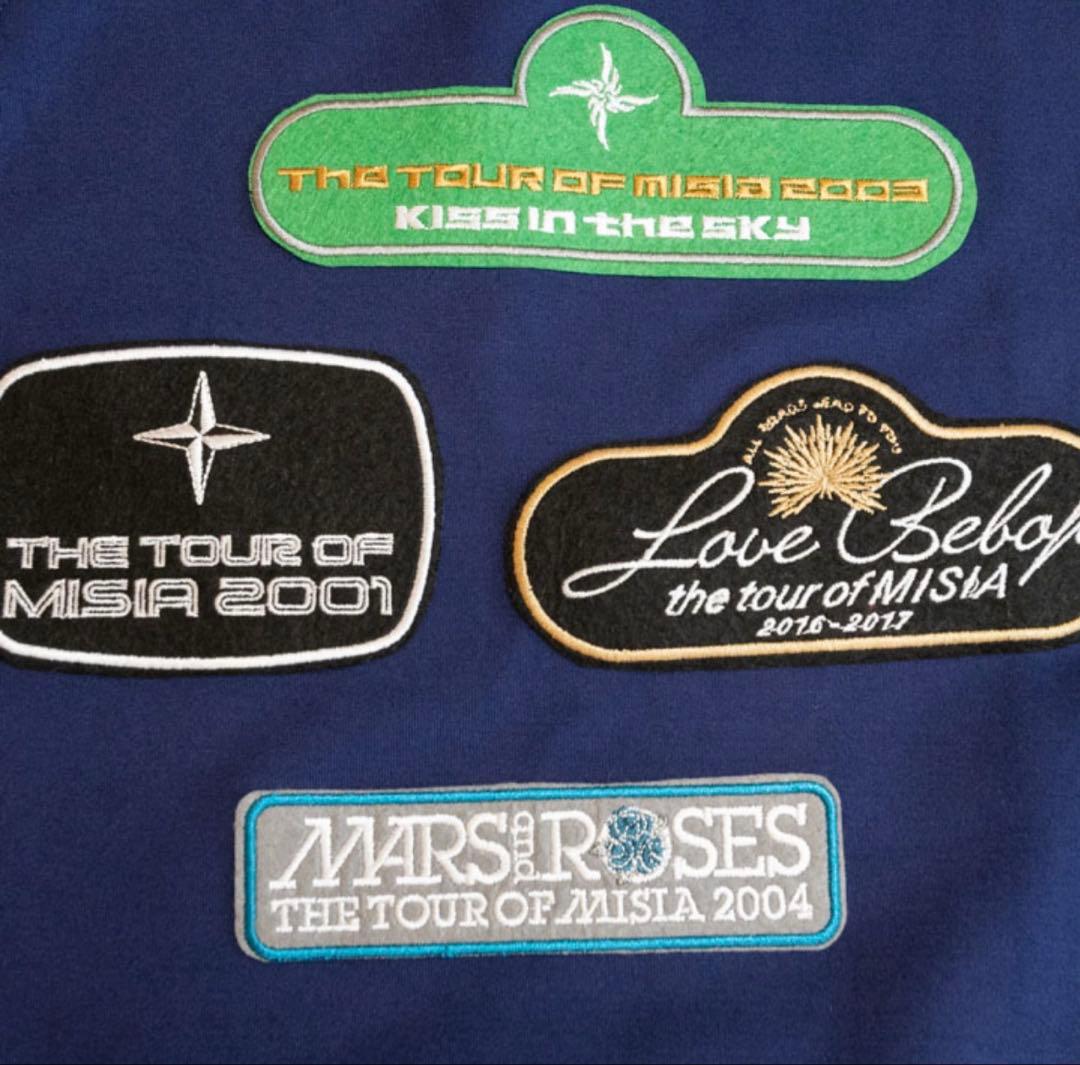 THE TOUR OF MISIA 2003
KISS IN the SKY
THE TOUR OF
MISIA 2001
ALL ROADS LEAD TO YOU
Love Bebop
the tour of MISIA
2016-2017
MARS and ROSES
THE TOUR OF MISIA 2004